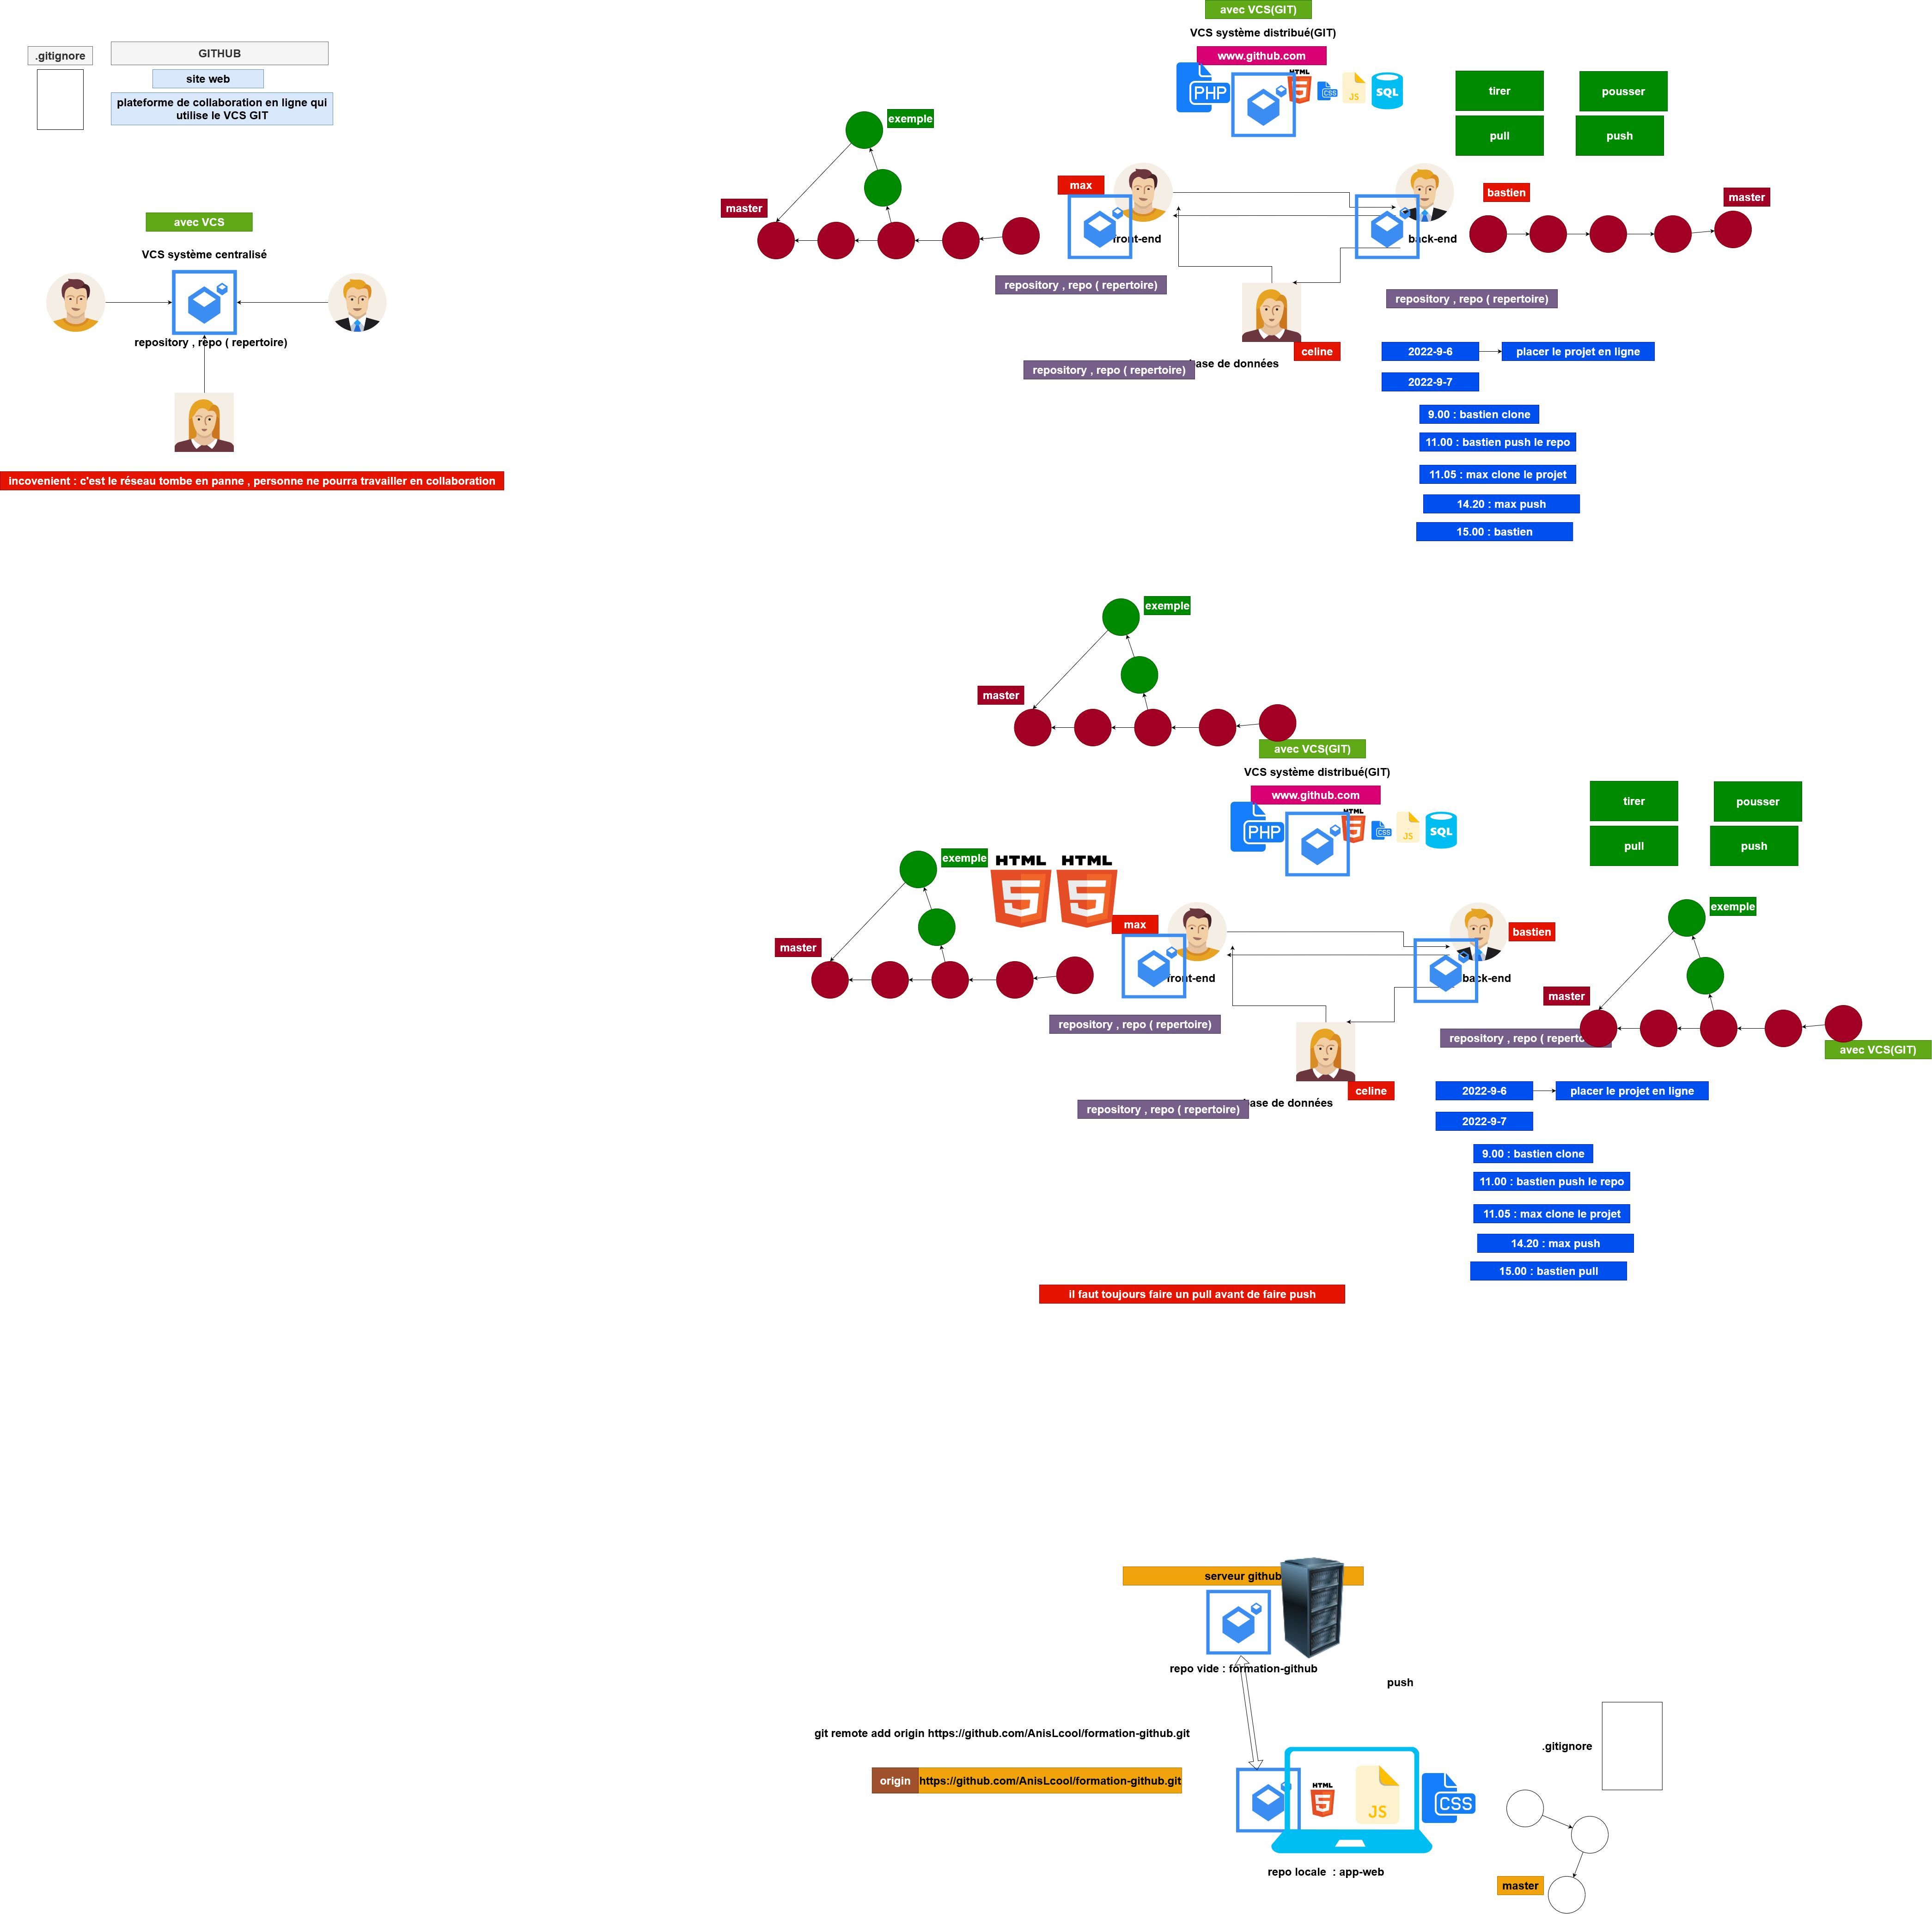 .gitignore
GITHUB
site web
plateforme de collaboration en ligne qui
utilise le VCS GIT
avec VCS
VCS système centralisé
repository , repo ( repertoire)
incovenient : c'est le réseau tombe en panne , personne ne pourra travailler en collaboration
avec VCS(GIT)
VCS système distribué(GIT)
www.github.com
PHP
HTML
CSS
JS
SQL
tirer
pousser
pull
push
exemple
master
max
front-end
back-end
bastien
master
repository , repo ( repertoire)
repository , repo ( repertoire)
celine
repository , repo ( repertoire)
base de données
2022-9-6
placer le projet en ligne
2022-9-7
9.00 : bastien clone
11.00 : bastien push le repo
11.05 : max clone le projet
14.20 : max push
15.00 : bastien
exemple
master
avec VCS(GIT)
VCS système distribué(GIT)
www.github.com
PHP
HTML
CSS
JS
SQL
tirer
pousser
pull
push
exemple
HTML
HTML
master
max
front-end
bastien
back-end
exemple
master
repository , repo ( repertoire)
repository , repo ( reperto
avec VCS(GIT)
celine
repository , repo ( repertoire)
base de données
2022-9-6
placer le projet en ligne
2022-9-7
9.00 : bastien clone
11.00 : bastien push le repo
11.05 : max clone le projet
14.20 : max push
15.00 : bastien pull
il faut toujours faire un pull avant de faire push
serveur github
repo vide : formation-github
push
git remote add origin https://github.com/AnisLcool/formation-github.git
.gitignore
origin
https://github.com/AnisLcool/formation-github.git
HTML
JS
CSS
repo locale : app-web
master